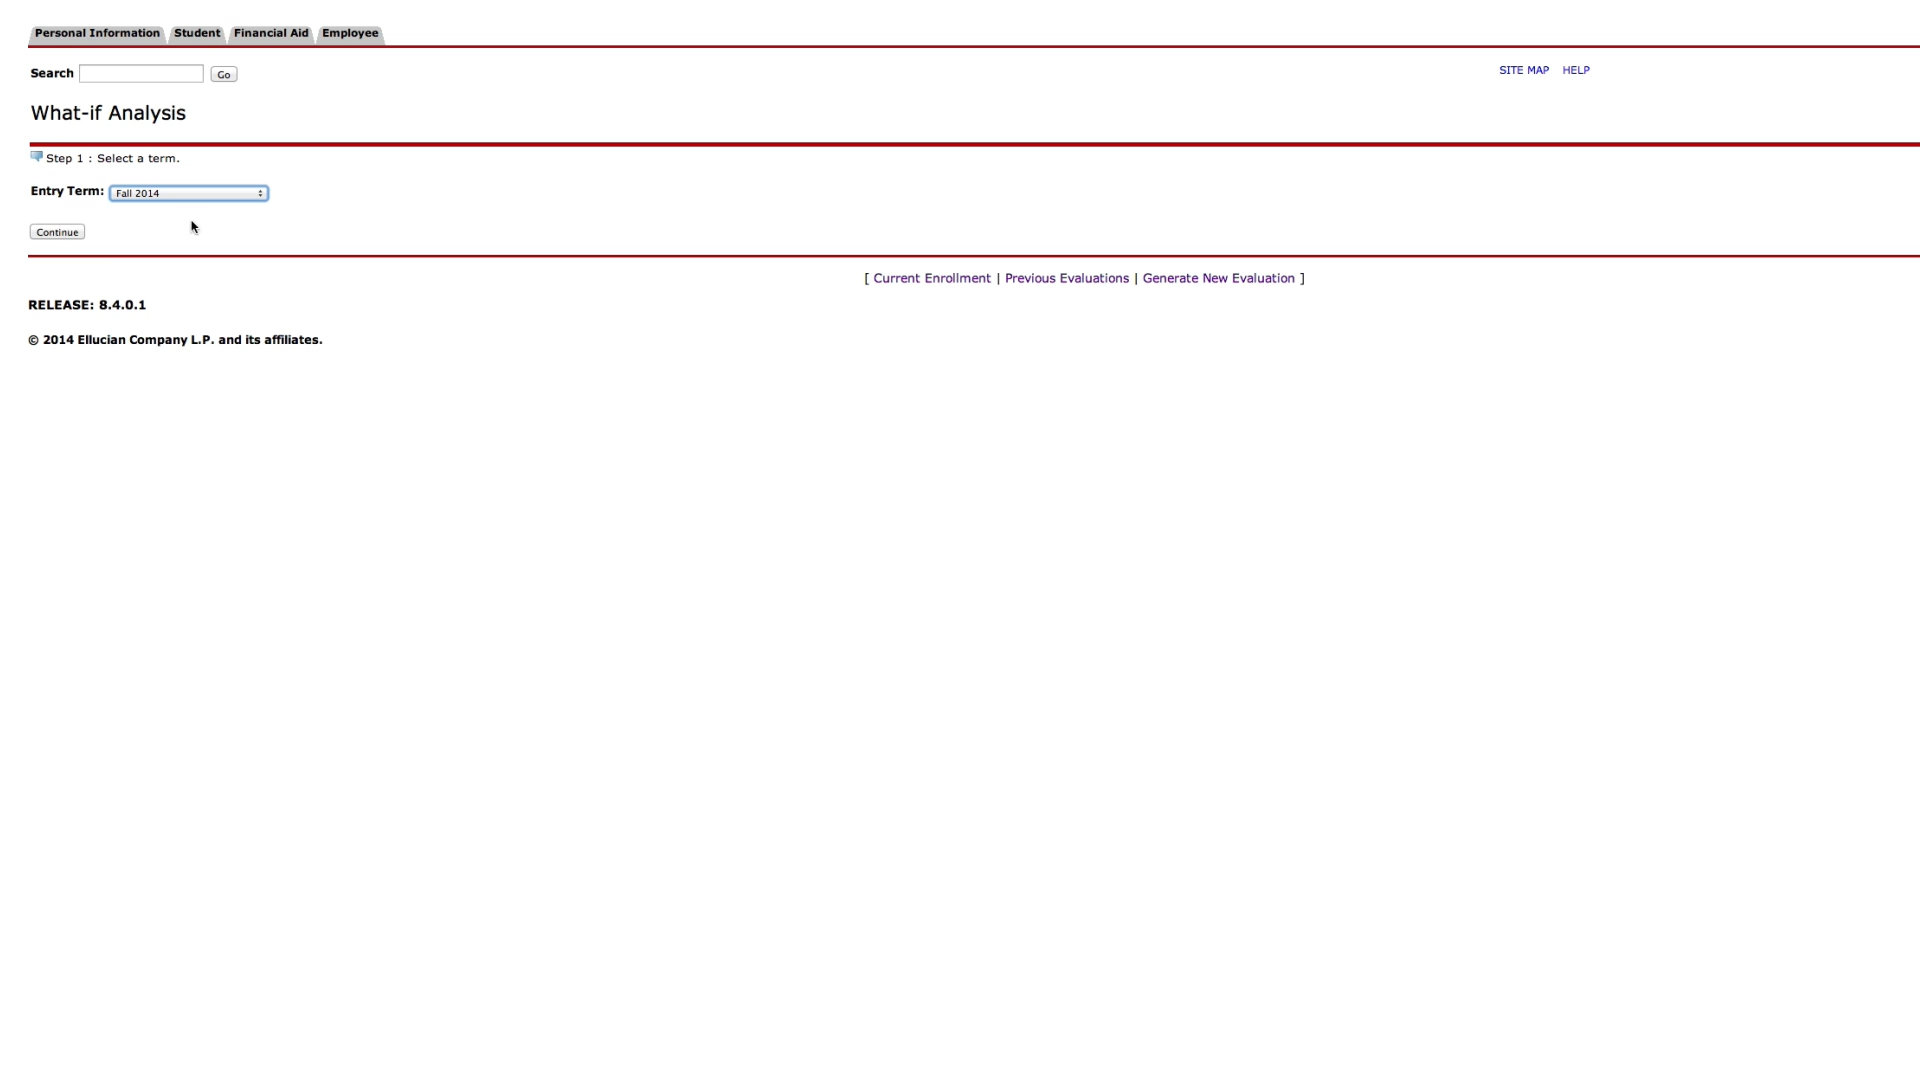 Personal Information Student Financial Aid Employee
Search Go SITE MAP HELP
What-if Analysis
Step 1 : Select a term.
Entry Term: Fall 2014
Continue
[ Current Enrollment | Previous Evaluations | Generate New Evaluation ]
RELEASE: 8.4.0.1
© 2014 Ellucian Company L.P. and its affiliates.